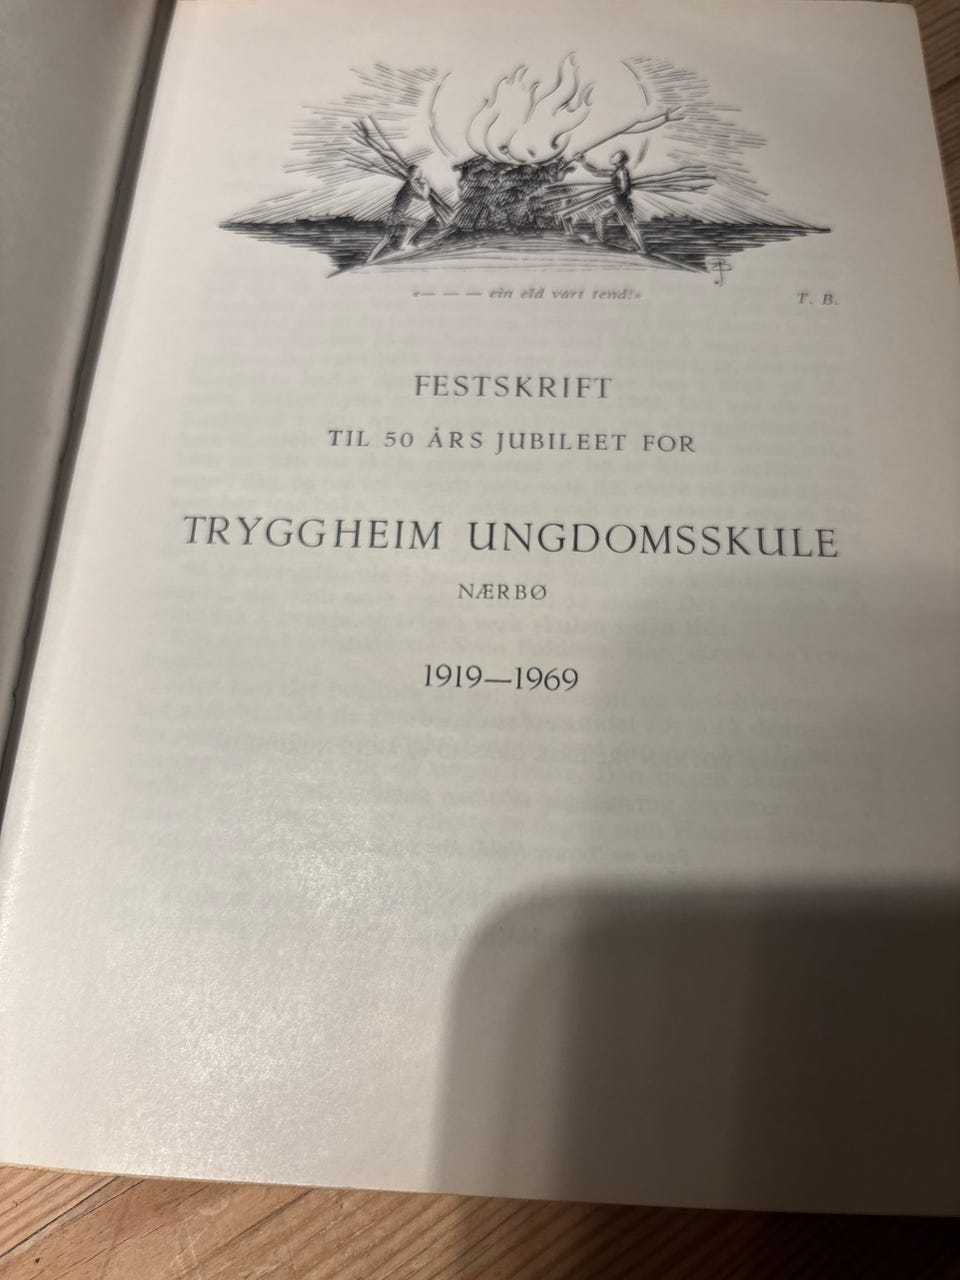 «— — — ein eld vart tend!»
T. B.
FESTSKRIFT
TIL 50 ÅRS JUBILEET FOR
TRYGGHEIM UNGDOMSSKULE
NÆRBØ
1919—1969